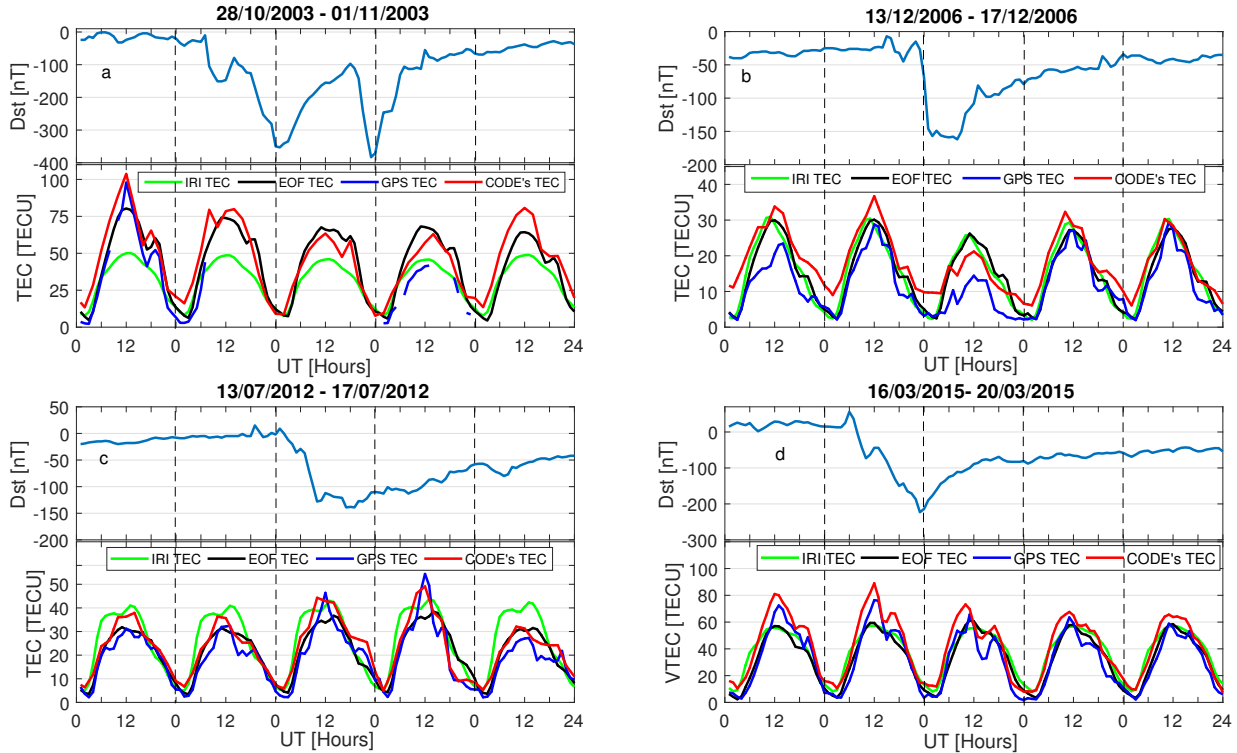 28/10/2003 - 01/11/2003
0
-100
-200
-300
-400
Dst [nT]
a
100
75
50
25
0
TEC [TECU]
IRI TEC EOF TEC GPS TEC CODE's TEC
0 12 0 12 0 12 0 12 0 12 24
UT [Hours]
13/12/2006 - 17/12/2006
0
-50
-100
-150
-200
Dst [nT]
b
40
30
20
10
0
TEC [TECU]
IRI TEC EOF TEC GPS TEC CODE's TEC
0 12 0 12 0 12 0 12 0 12 24
UT [Hours]
13/07/2012 - 17/07/2012
50
0
-50
-100
-150
-200
Dst [nT]
c
50
40
30
20
10
0
TEC [TECU]
IRI TEC EOF TEC GPS TEC CODE's TEC
0 12 0 12 0 12 0 12 0 12 24
UT [Hours]
16/03/2015- 20/03/2015
0
-100
-200
-300
Dst [nT]
d
100
80
60
40
20
0
VTEC [TECU]
IRI TEC EOF TEC GPS TEC CODE's TEC
0 12 0 12 0 12 0 12 0 12 24
UT [Hours]